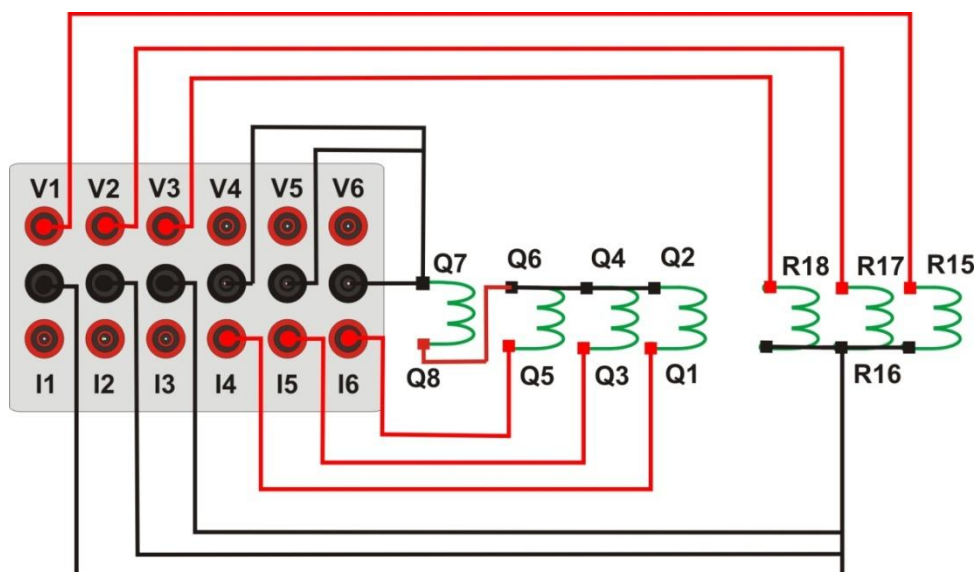 V1 V2 V3 V4 V5 V6
Q7 Q6 Q4 Q2
R18 R17 R15
Q8 Q5 Q3 Q1
R16
I1 I2 I3 I4 I5 I6